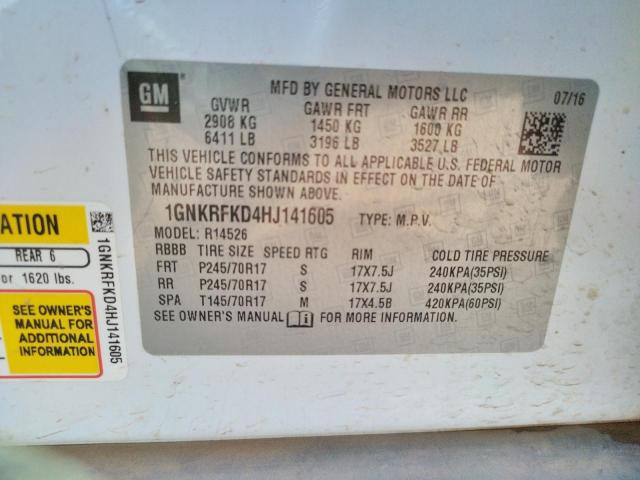 GM
MFD BY GENERAL MOTORS LLC 07/16
GVWR GAWR FRT GAWR RR
2908 KG 1450 KG 1600 KG
6411 LB 3196 LB 3527 LB
THIS VEHICLE CONFORMS TO ALL APPLICABLE U.S. FEDERAL MOTOR
VEHICLE SAFETY STANDARDS IN EFFECT ON THE DATE OF
MANUFACTURE SHOWN ABOVE.
1GNKRFKD4HJ141605 TYPE: M.P.V.
MODEL: R14526
RBBB TIRE SIZE SPEED RTG RIM COLD TIRE PRESSURE
FRT P245/70R17 S 17X7.5J 240KPA(35PSI)
RR P245/70R17 S 17X7.5J 240KPA(35PSI)
SPA T145/70R17 M 17X4.5B 420KPA(60PSI)
SEE OWNER'S MANUAL FOR MORE INFORMATION.
REAR 6
or 1620 lbs.
SEE OWNER'S
MANUAL FOR
ADDITIONAL
INFORMATION
1GNKRFKD4HJ141605